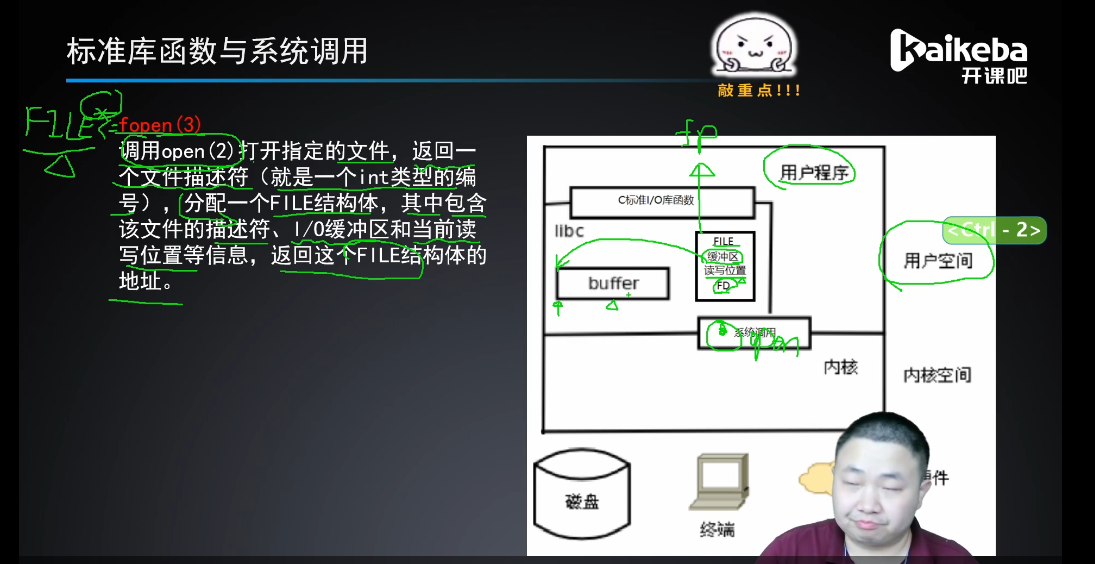 标准库函数与系统调用
敲重点!!!
Kaikeba
开课吧
FILE *
fopen(3)
调用open(2)打开指定的文件，返回一
个文件描述符（就是一个int类型的编
号），分配一个FILE结构体，其中包含
该文件的描述符、I/O缓冲区和当前读
写位置等信息，返回这个FILE结构体的
地址。
fp
用户程序
C标准I/O库函数
libc
FILE
缓冲区
读写位置
FD
buffer
<Ctrl - 2>
用户空间
系统调用
open
内核
内核空间
磁盘
终端